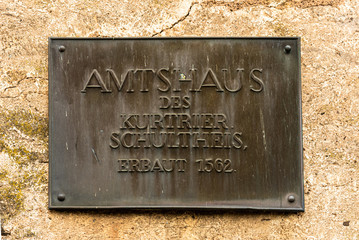 AMTSHAUS
DES
KURTRIER.
SCHULTHEIS.
ERBAUT 1562.